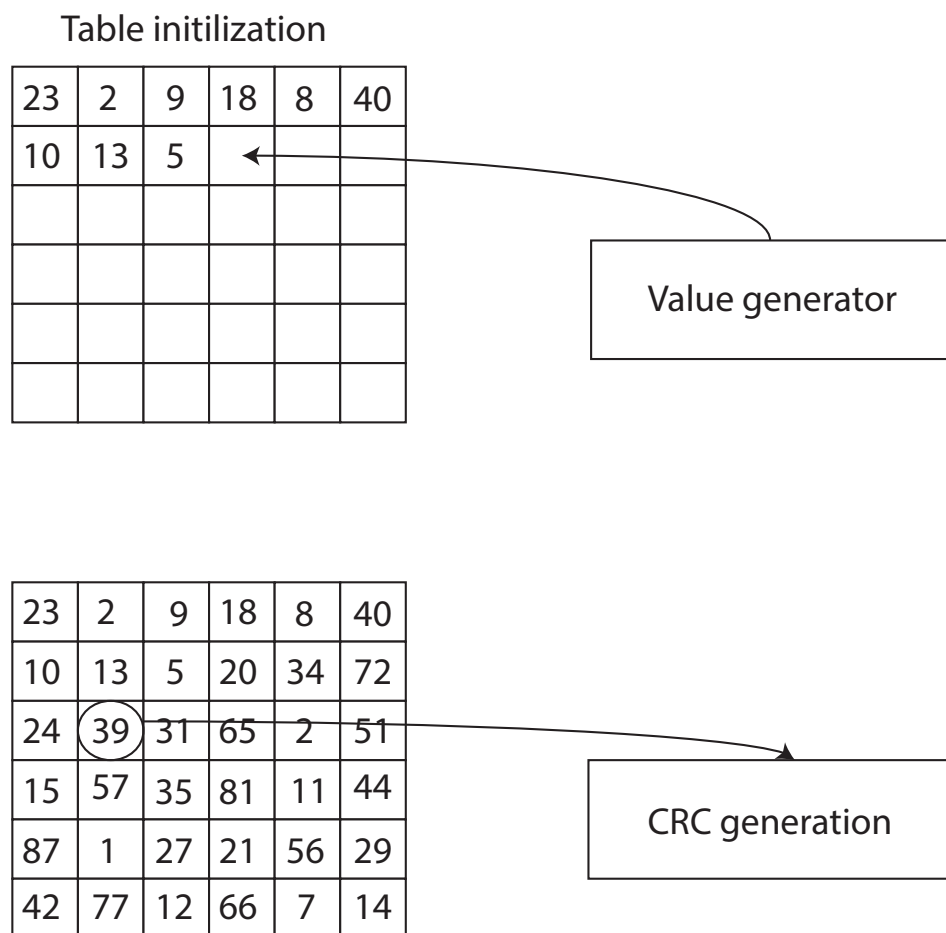 Table initilization
23 2 9 18 8 40
10 13 5
Value generator
23 2 9 18 8 40
10 13 5 20 34 72
24 39 31 65 2 51
15 57 35 81 11 44
CRC generation
87 1 27 21 56 29
42 77 12 66 7 14